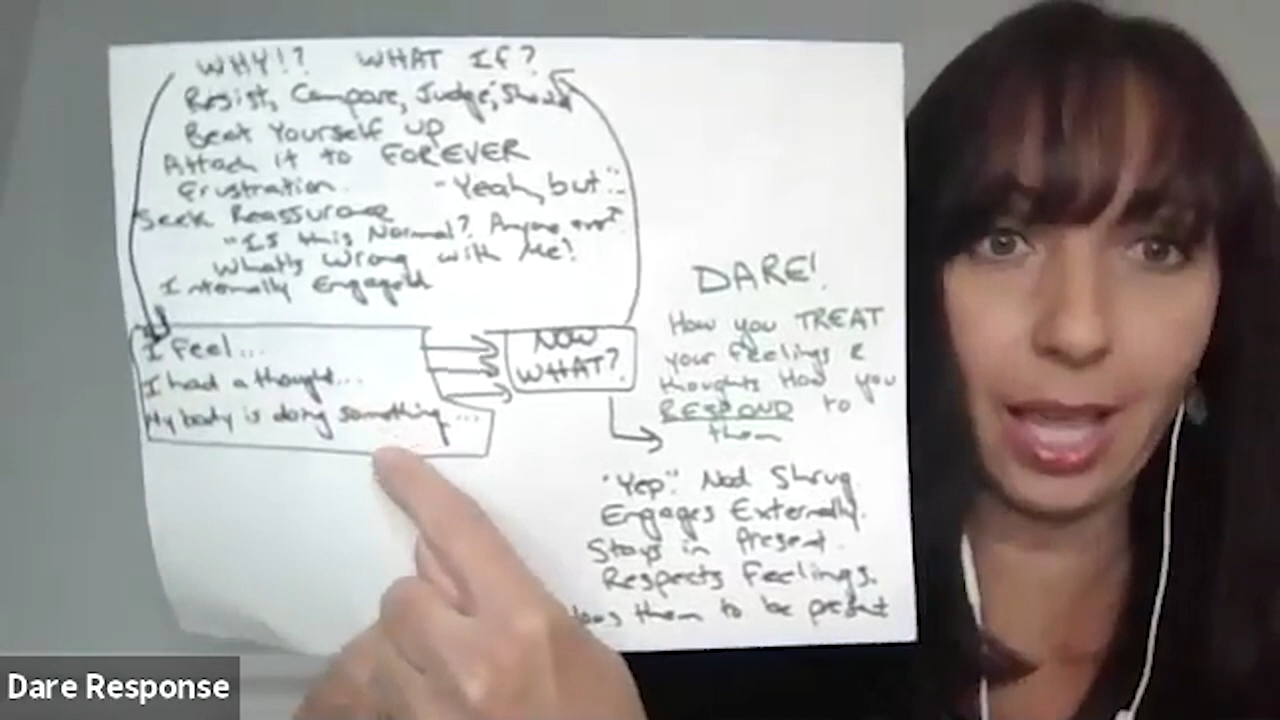 WHY!? WHAT If?
Resist, Compare, Judge, "Should"
Beat Yourself up
Attach it to FOREVER
Frustration. - Yeah, but...
Seek Reassurance
"Is this Normal? Anyone
What's Wrong with Me!
Internally Engaged
I feel...
I had a thought...
My body is doing something...
NOW
WHAT?
DARE!
How you TREAT
your feelings &
thoughts How you
RESPOND to
them
"Yep". Nod Shrug
Engages Externally.
Stays in Present.
Respects Feelings.
them to be present
Dare Response